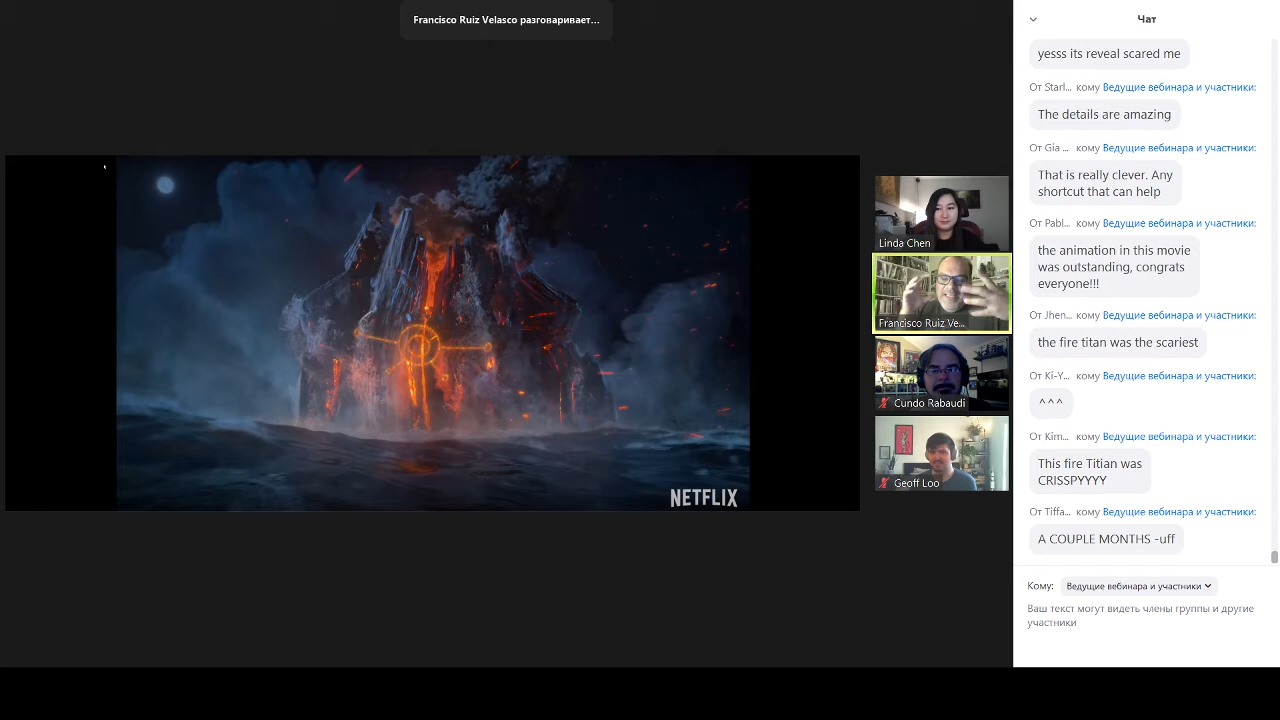 Francisco Ruiz Velasco разговаривает...
NETFLIX
Linda Chen
Francisco Ruiz Ve...
Cundo Rabaudi
Geoff Loo
Чат
yesss its reveal scared me
От Starl... кому Ведущие вебинара и участники:
The details are amazing
От Gia ... кому Ведущие вебинара и участники:
That is really clever. Any
shortcut that can help
От Pabl... кому Ведущие вебинара и участники:
the animation in this movie
was outstanding, congrats
everyone!!!
От Jhen... кому Ведущие вебинара и участники:
the fire titan was the scariest
От Ki-Y... кому Ведущие вебинара и участники:
^^^
От Kim... кому Ведущие вебинара и участники:
This fire Titian was
CRISSPYYYY
От Tiffa... кому Ведущие вебинара и участники:
A COUPLE MONTHS -uff
Кому: Ведущие вебинара и участники
Ваш текст могут видеть члены группы и другие
участники